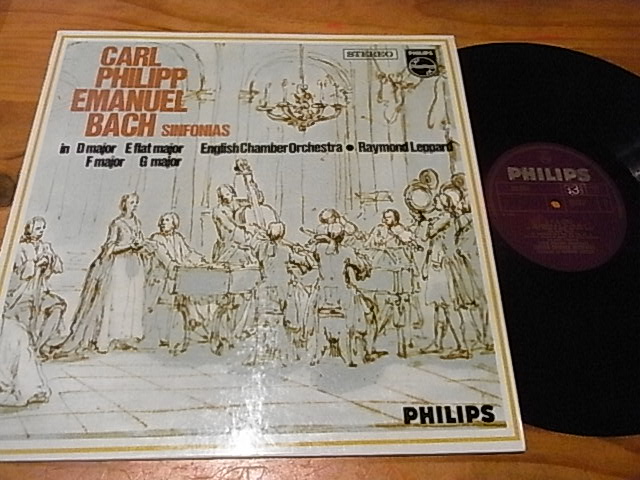 CARL
PHILIPP
EMANUEL
BACH SINFONIAS
in D major E flat major English Chamber Orchestra • Raymond Leppard
F major G major
STEREO
PHILIPS
PHILIPS
PHILIPS